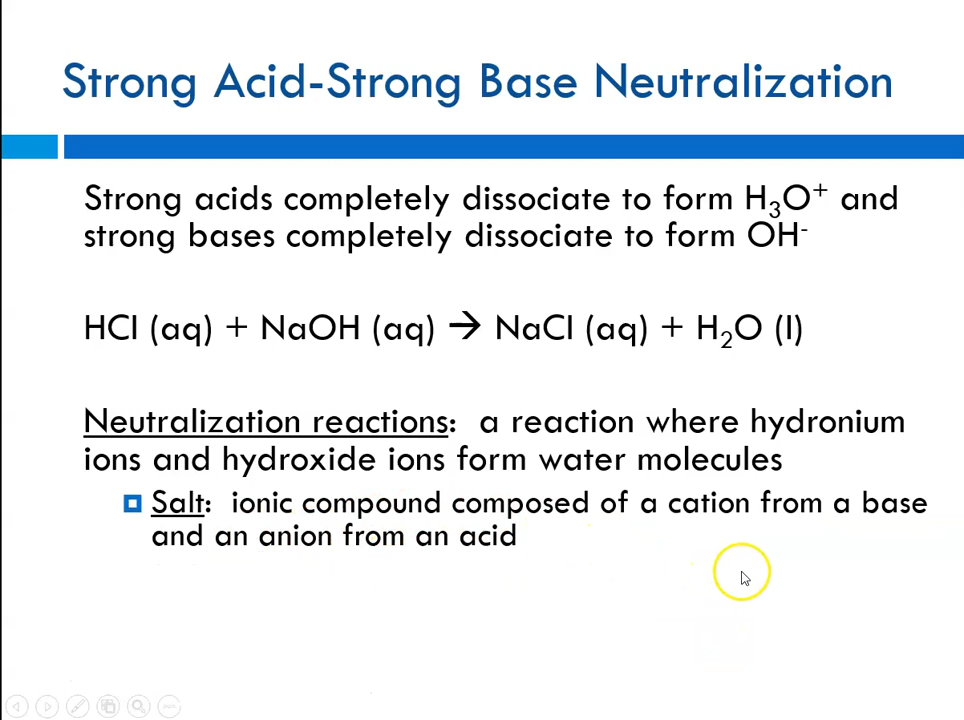 Strong Acid-Strong Base Neutralization
Strong acids completely dissociate to form H₃O⁺ and
strong bases completely dissociate to form OH⁻
HCl (aq) + NaOH (aq) → NaCl (aq) + H₂O (l)
Neutralization reactions: a reaction where hydronium
ions and hydroxide ions form water molecules
Salt: ionic compound composed of a cation from a base
and an anion from an acid